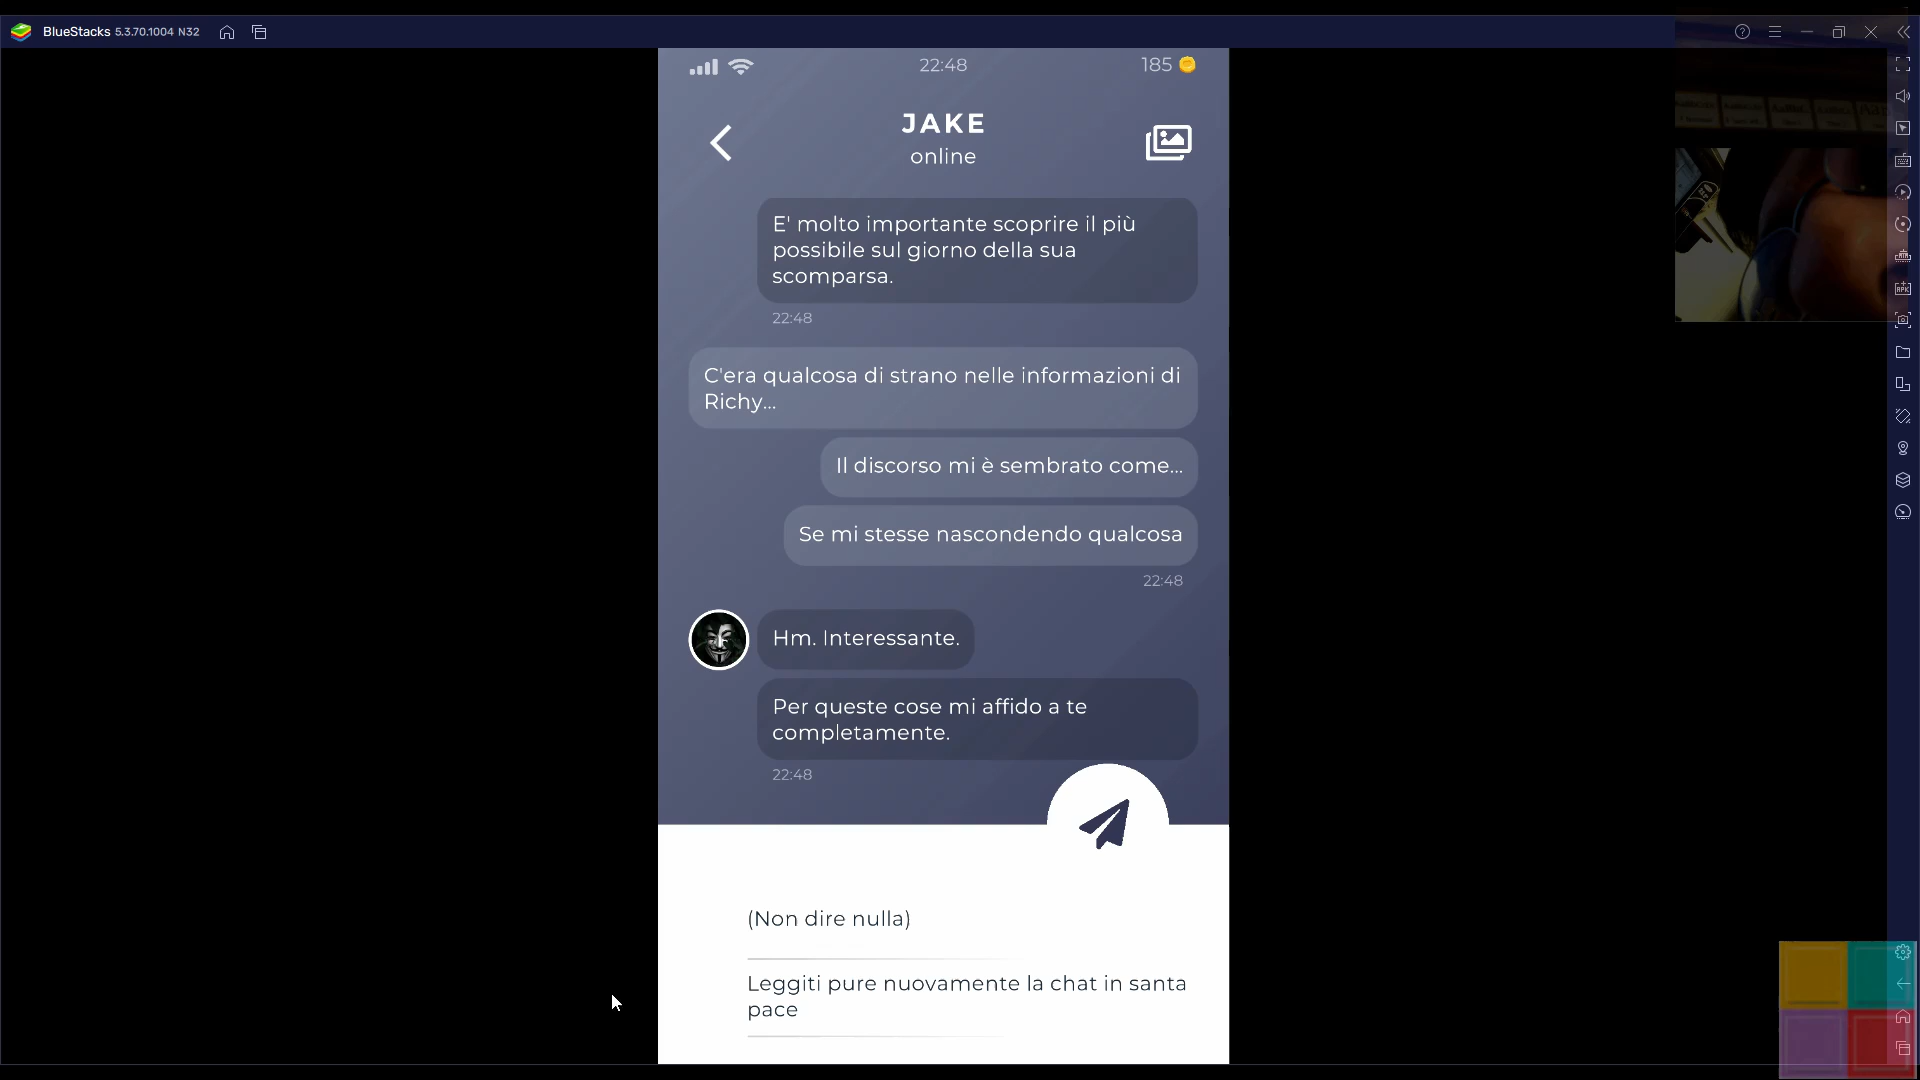 BlueStacks 5.3.70.1004 N32
22:48
185
JAKE
online
E' molto importante scoprire il più
possibile sul giorno della sua
scomparsa.
22:48
C'era qualcosa di strano nelle informazioni di
Richy...
Il discorso mi è sembrato come...
Se mi stesse nascondendo qualcosa
22:48
Hm. Interessante.
Per queste cose mi affido a te
completamente.
22:48
(Non dire nulla)
Leggiti pure nuovamente la chat in santa
pace